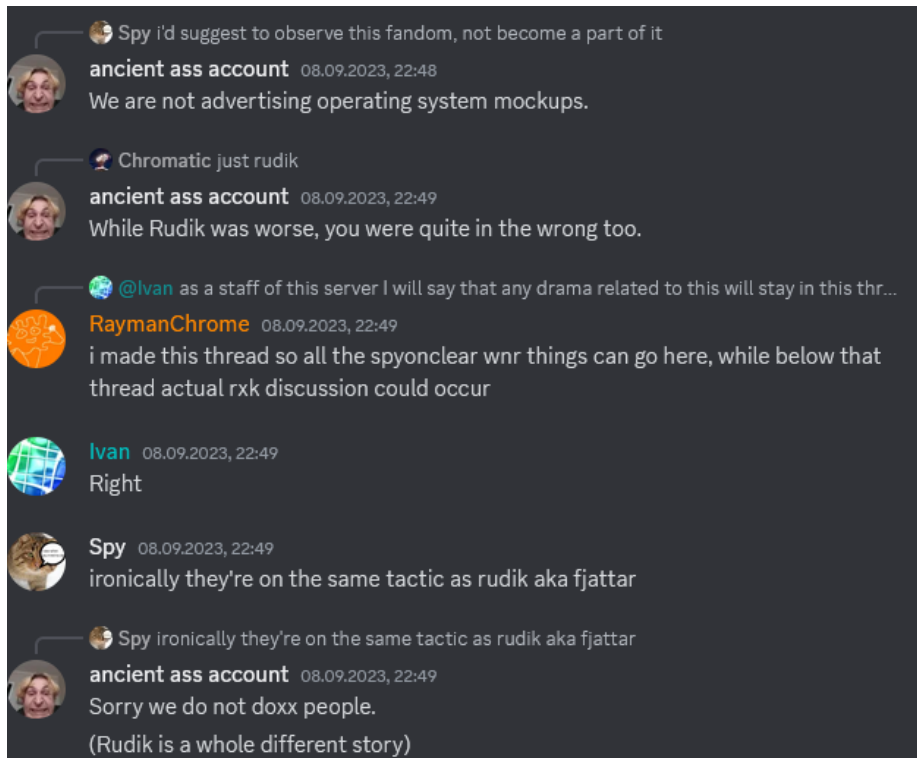 Spy i'd suggest to observe this fandom, not become a part of it
ancient ass account 08.09.2023, 22:48
We are not advertising operating system mockups.
Chromatic just rudik
ancient ass account 08.09.2023, 22:49
While Rudik was worse, you were quite in the wrong too.
@Ivan as a staff of this server I will say that any drama related to this will stay in this thr...
RaymanChrome 08.09.2023, 22:49
i made this thread so all the spyonclear wnr things can go here, while below that
thread actual rxk discussion could occur
Ivan 08.09.2023, 22:49
Right
Spy 08.09.2023, 22:49
ironically they're on the same tactic as rudik aka fjattar
Spy ironically they're on the same tactic as rudik aka fjattar
ancient ass account 08.09.2023, 22:49
Sorry we do not doxx people.
(Rudik is a whole different story)